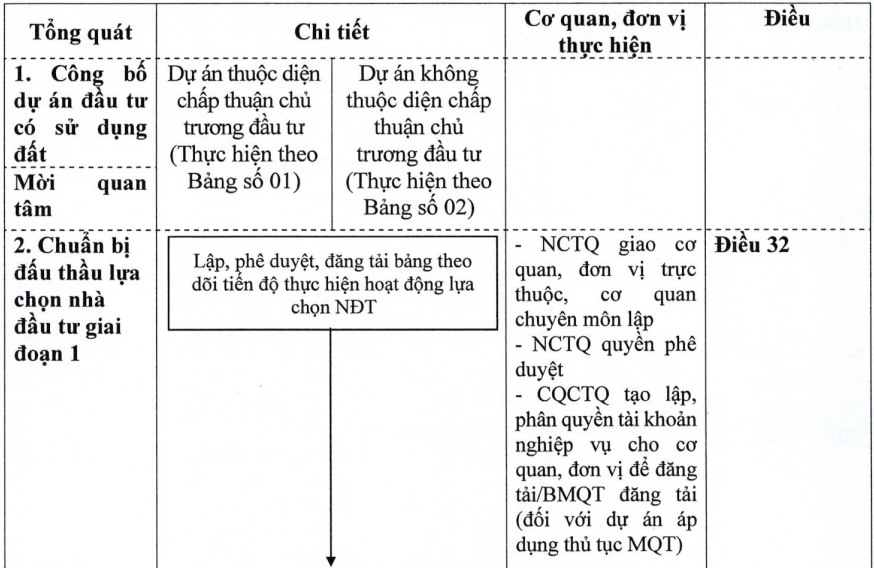 Tổng quát
Chi tiết
Cơ quan, đơn vị
thực hiện
Điều
1. Công bố
dự án đầu tư
có sử dụng
đất
Mời quan
tâm
Dự án thuộc diện
chấp thuận chủ
trương đầu tư
(Thực hiện theo
Bảng số 01)
Dự án không
thuộc diện chấp
thuận chủ
trương đầu tư
(Thực hiện theo
Bảng số 02)
2. Chuẩn bị
đấu thầu lựa
chọn nhà
đầu tư giai
đoạn 1
Lập, phê duyệt, đăng tải bảng theo
dõi tiến độ thực hiện hoạt động lựa
chọn NĐT
- NCTQ giao cơ
quan, đơn vị trực
thuộc, cơ quan
chuyên môn lập
- NCTQ quyền phê
duyệt
- CQCTQ tạo lập,
phân quyền tài khoản
nghiệp vụ cho cơ
quan, đơn vị để đăng
tải/BMQT đăng tải
(đối với dự án áp
dụng thủ tục MQT)
Điều 32